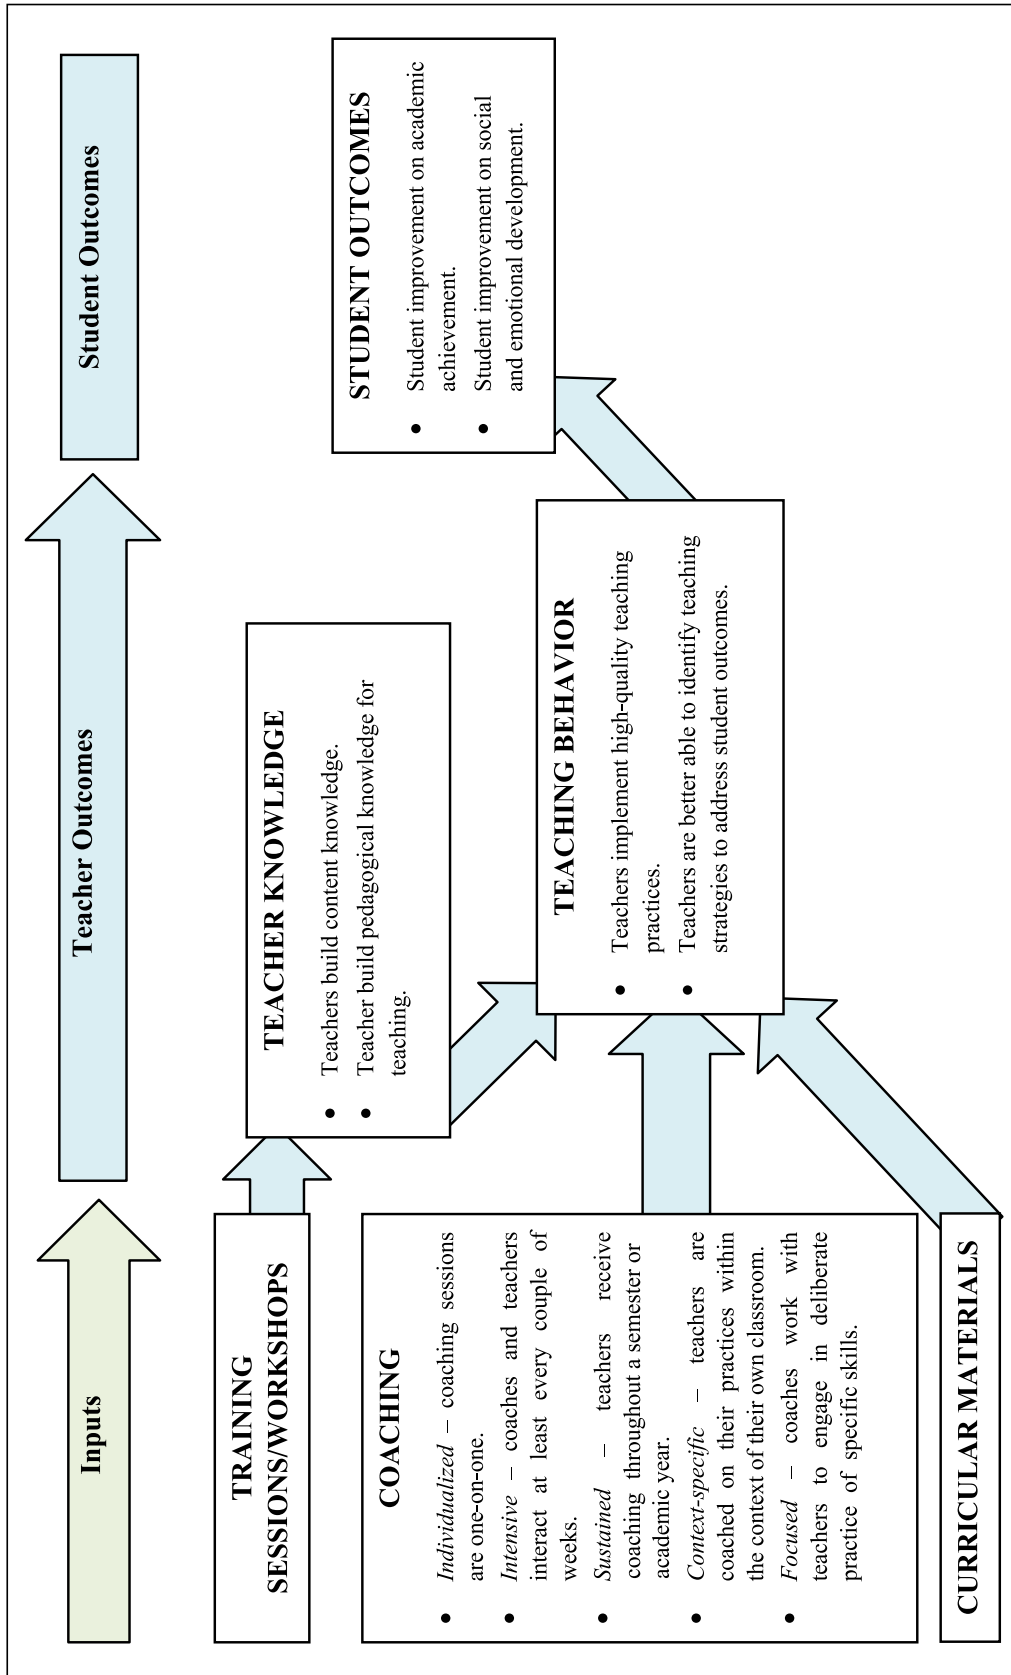 Inputs
Teacher Outcomes
Student Outcomes
TRAINING
SESSIONS/WORKSHOPS
COACHING
• Individualized – coaching sessions
are one-on-one.
• Intensive – coaches and teachers
interact at least every couple of
weeks.
• Sustained – teachers receive
coaching throughout a semester or
academic year.
• Context-specific – teachers are
coached on their practices within
the context of their own classroom.
• Focused – coaches work with
teachers to engage in deliberate
practice of specific skills.
CURRICULAR MATERIALS
TEACHER KNOWLEDGE
• Teachers build content knowledge.
• Teacher build pedagogical knowledge for
teaching.
TEACHING BEHAVIOR
• Teachers implement high-quality teaching
practices.
• Teachers are better able to identify teaching
strategies to address student outcomes.
STUDENT OUTCOMES
• Student improvement on academic
achievement.
• Student improvement on social
and emotional development.